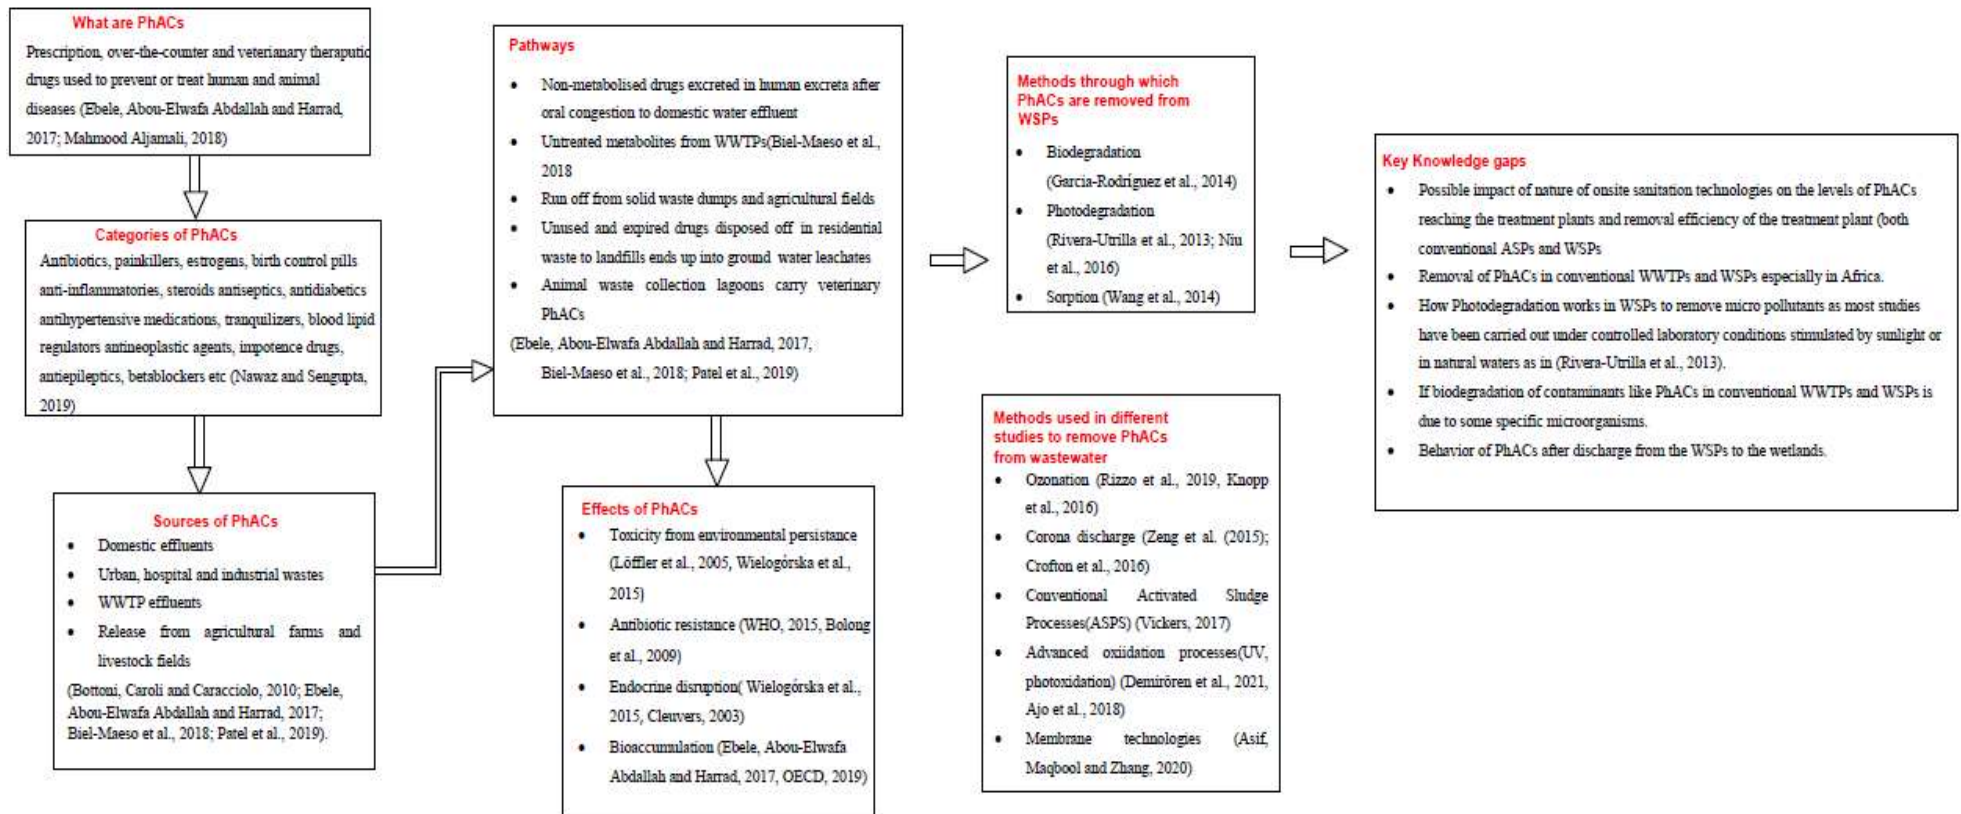 What are PhACs
Prescription, over-the-counter and veterianary theraputic
drugs used to prevent or treat human and animal
diseases (Ebele, Abou-Elwafa Abdallah and Harrad,
2017; Mahmood Aljamali, 2018)
Categories of PhACs
Antibiotics, painkillers, estrogens, birth control pills
anti-inflammatories, steroids antiseptics, antidiabetics
antihypertensive medications, tranquilizers, blood lipid
regulators antineoplastic agents, impotence drugs,
antiepileptics, betablockers etc (Nawaz and Sengupta,
2019)
Sources of PhACs
• Domestic effluents
• Urban, hospital and industrial wastes
• WWTP effluents
• Release from agricultural farms and
livestock fields
(Bottoni, Caroli and Caracciolo, 2010; Ebele,
Abou-Elwafa Abdallah and Harrad, 2017;
Biel-Maeso et al., 2018; Patel et al., 2019).
Pathways
• Non-metabolised drugs excreted in human excreta after
oral congestion to domestic water effluent
• Untreated metabolites from WWTPs(Biel-Maeso et al.,
2018
• Run off from solid waste dumps and agricultural fields
• Unused and expired drugs disposed off in residential
waste to landfills ends up into ground water leachates
• Animal waste collection lagoons carry veterinary
PhACs
(Ebele, Abou-Elwafa Abdallah and Harrad, 2017,
Biel-Maeso et al., 2018; Patel et al., 2019)
Effects of PhACs
• Toxicity from environmental persistance
(Löffler et al., 2005, Wielogórska et al.,
2015)
• Antibiotic resistance (WHO, 2015, Bolong
et al., 2009)
• Endocrine disruption( Wielogórska et al.,
2015, Cleuvers, 2003)
• Bioaccumulation (Ebele, Abou-Elwafa
Abdallah and Harrad, 2017, OECD, 2019)
Methods through which
PhACs are removed from
WSPs
• Biodegradation
(Garcia-Rodríguez et al., 2014)
• Photodegradation
(Rivera-Utrilla et al., 2013; Niu
et al., 2016)
• Sorption (Wang et al., 2014)
Methods used in different
studies to remove PhACs
from wastewater
• Ozonation (Rizzo et al., 2019, Knopp
et al., 2016)
• Corona discharge (Zeng et al. (2015);
Crofton et al., 2016)
• Conventional Activated Sludge
Processes(ASPS) (Vickers, 2017)
• Advanced oxiidation processes(UV,
photoxidation) (Demirören et al., 2021,
Ajo et al., 2018)
• Membrane technologies (Asif,
Maqbool and Zhang, 2020)
Key Knowledge gaps
• Possible impact of nature of onsite sanitation technologies on the levels of PhACs
reaching the treatment plants and removal efficiency of the treatment plant (both
conventional ASPs and WSPs
• Removal of PhACs in conventional WWTPs and WSPs especially in Africa.
• How Photodegradation works in WSPs to remove micro pollutants as most studies
have been carried out under controlled laboratory conditions stimulated by sunlight or
in natural waters as in (Rivera-Utrilla et al., 2013).
• If biodegradation of contaminants like PhACs in conventional WWTPs and WSPs is
due to some specific microorganisms.
• Behavior of PhACs after discharge from the WSPs to the wetlands.